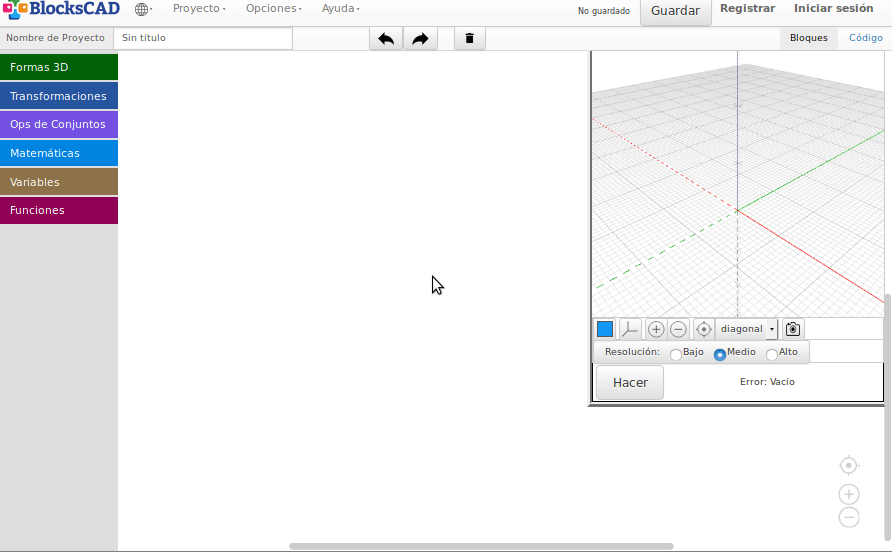 BlocksCAD Proyecto Opciones Ayuda No guardado Guardar Registrar Iniciar sesión
Nombre de Proyecto Sin título Bloques Código
Formas 3D
Transformaciones
Ops de Conjuntos
Matemáticas
Variables
Funciones
diagonal
Resolución: Bajo Medio Alto
Hacer Error: Vacío